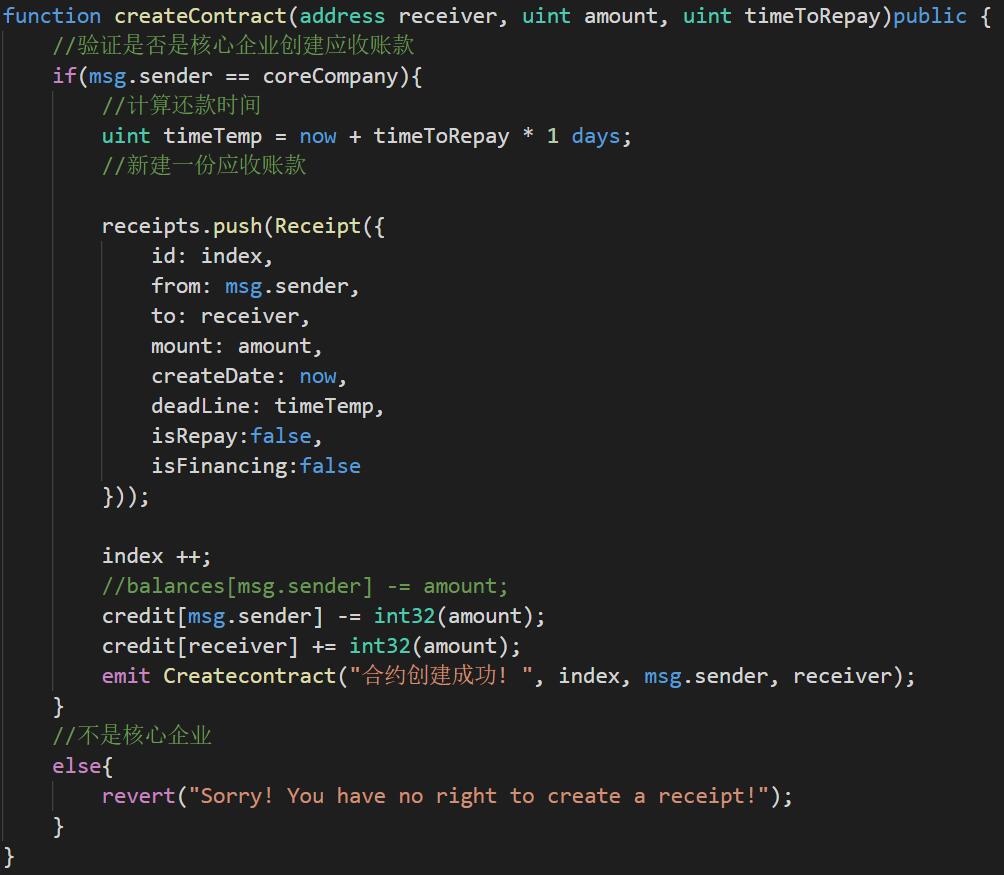 function createContract(address receiver, uint amount, uint timeToRepay)public {
    //验证是否是核心企业创建应收账款
    if(msg.sender == coreCompany){
        //计算还款时间
        uint timeTemp = now + timeToRepay * 1 days;
        //新建一份应收账款

        receipts.push(Receipt({
            id: index,
            from: msg.sender,
            to: receiver,
            mount: amount,
            createDate: now,
            deadLine: timeTemp,
            isRepay:false,
            isFinancing:false
        }));

        index ++;
        //balances[msg.sender] -= amount;
        credit[msg.sender] -= int32(amount);
        credit[receiver] += int32(amount);
        emit Createcontract("合约创建成功! ", index, msg.sender, receiver);
    }
    //不是核心企业
    else{
        revert("Sorry! You have no right to create a receipt!");
    }
}